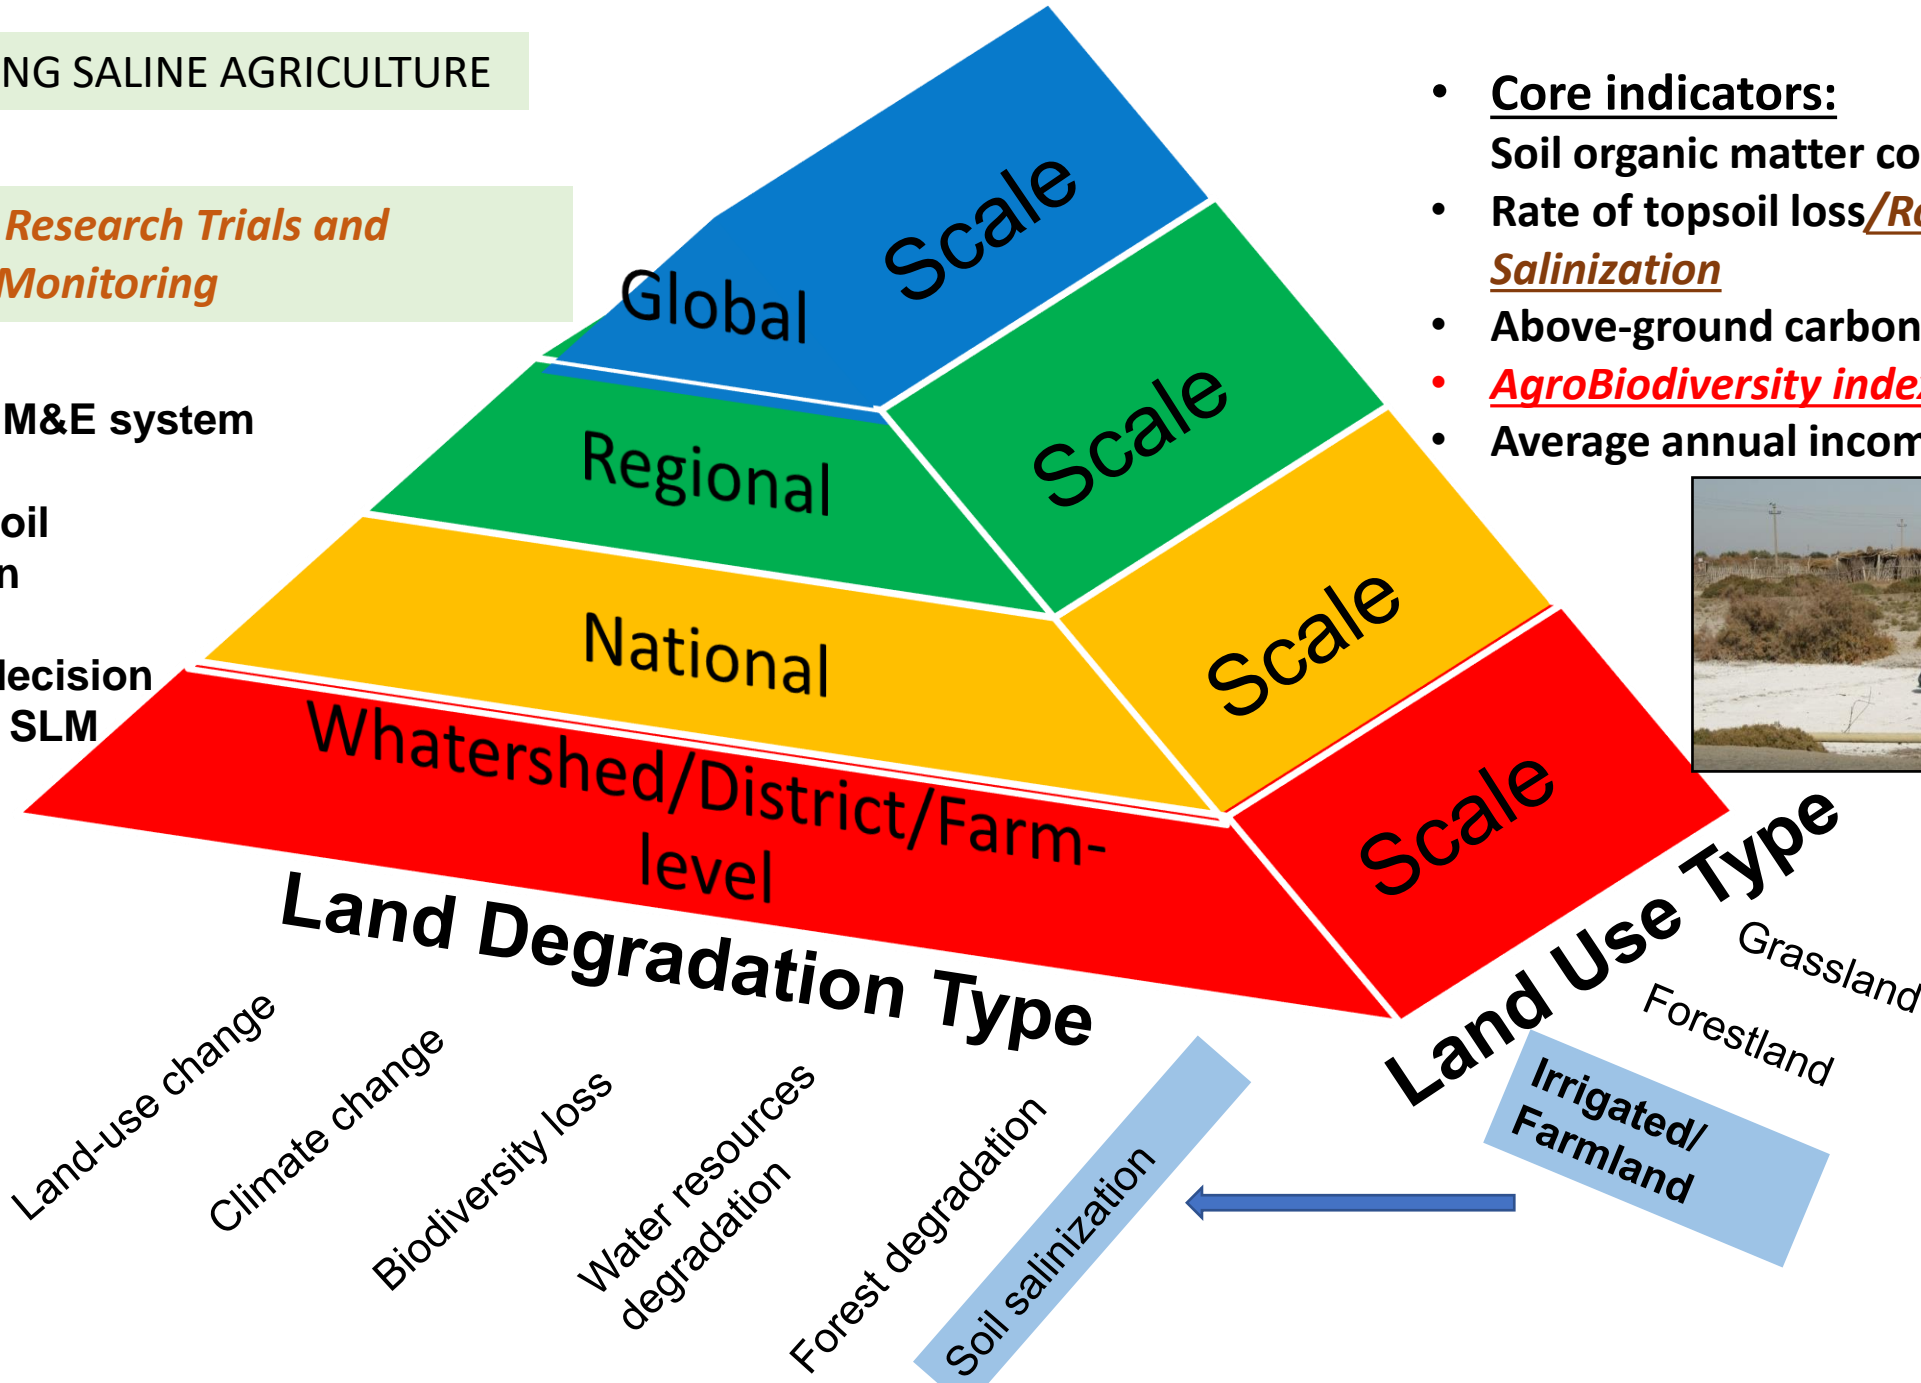 NG SALINE AGRICULTURE
Research Trials and
Monitoring
M&E system
oil
n
decision
SLM
Global
Scale
Regional
Scale
National
Scale
Whatershed/District/Farm-
level
Scale
Land Degradation Type
Land-use change
Climate change
Biodiversity loss
Water resources
degradation
Forest degradation
Soil salinization
Land Use Type
Grassland
Forestland
Irrigated/
Farmland
• Core indicators:
Soil organic matter co
• Rate of topsoil loss/Ra
Salinization
• Above-ground carbon
• AgroBiodiversity index
• Average annual incom